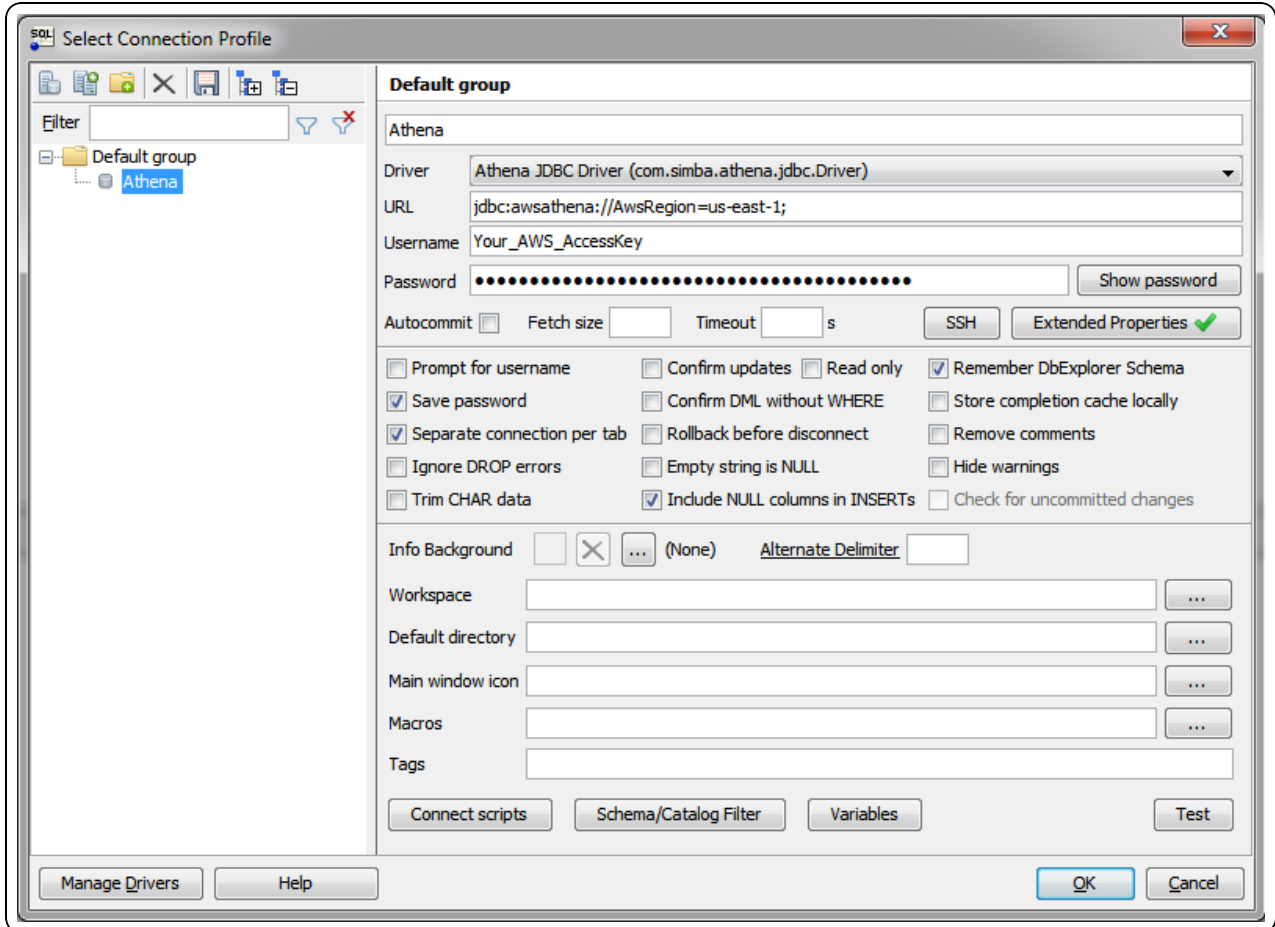 SQL Select Connection Profile
Filter
Default group
Athena
Default group
Athena
Driver Athena JDBC Driver (com.simba.athena.jdbc.Driver)
URL jdbc:awsathena://AwsRegion=us-east-1;
Username Your_AWS_AccessKey
Password ●●●●●●●●●●●●●●●●●●●●●●●●●●●●●●●●●●●●●●●● Show password
Autocommit Fetch size Timeout s SSH Extended Properties
Prompt for username Confirm updates Read only Remember DbExplorer Schema
Save password Confirm DML without WHERE Store completion cache locally
Separate connection per tab Rollback before disconnect Remove comments
Ignore DROP errors Empty string is NULL Hide warnings
Trim CHAR data Include NULL columns in INSERTs Check for uncommitted changes
Info Background ... (None) Alternate Delimiter
Workspace ...
Default directory ...
Main window icon ...
Macros ...
Tags
Connect scripts Schema/Catalog Filter Variables Test
Manage Drivers Help OK Cancel